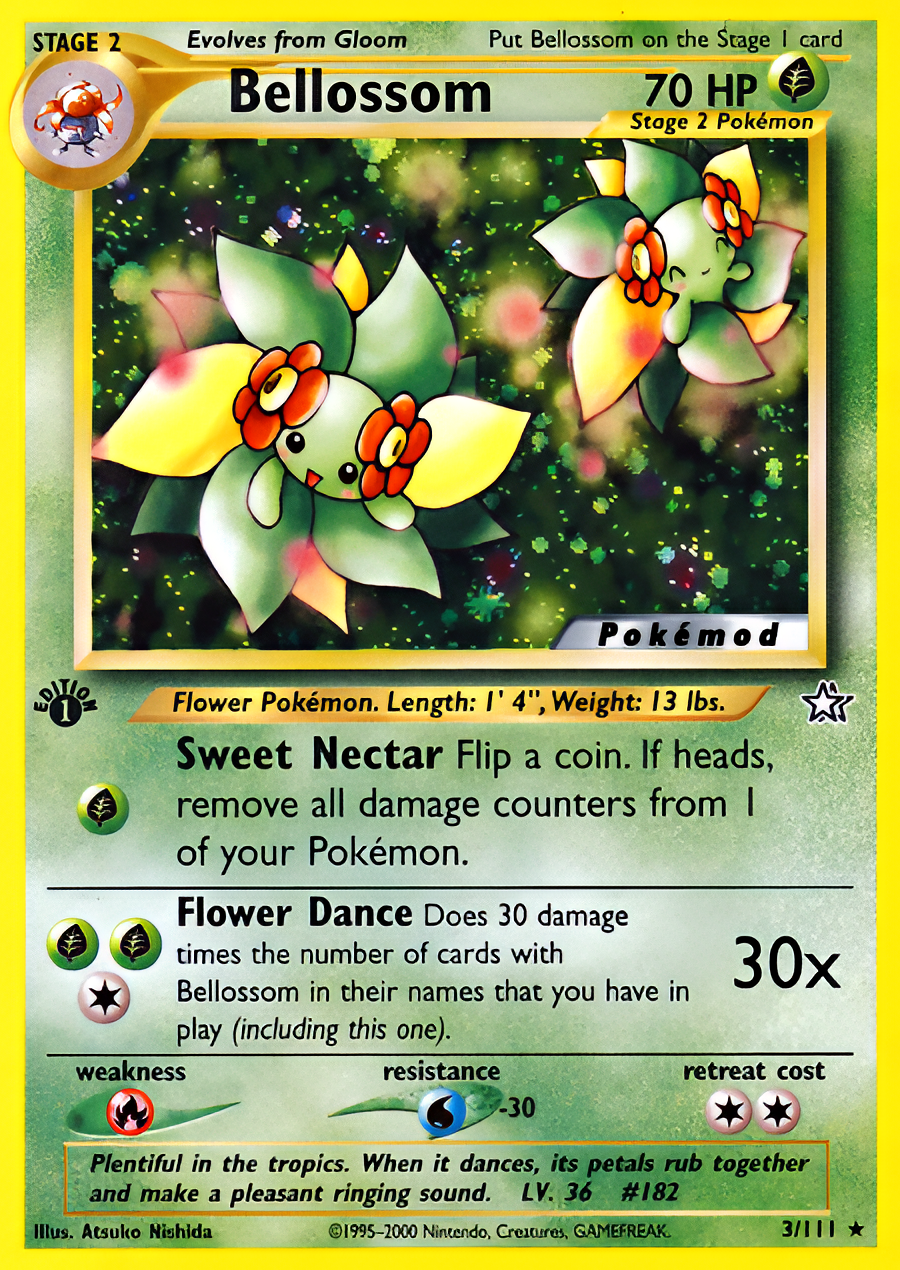 STAGE 2
Evolves from Gloom
Put Bellossom on the Stage 1 card
Bellossom
70 HP
Stage 2 Pokémon
Pokémod
EDITION
1
Flower Pokémon. Length: 1' 4", Weight: 13 lbs.
Sweet Nectar Flip a coin. If heads,
remove all damage counters from 1
of your Pokémon.
Flower Dance Does 30 damage
times the number of cards with
Bellossom in their names that you have in
play (including this one).
30x
weakness
resistance
retreat cost
-30
Plentiful in the tropics. When it dances, its petals rub together
and make a pleasant ringing sound. LV. 36 #182
Illus. Atsuko Nishida
©1995-2000 Nintendo, Creatures, GAMEFREAK.
3/111 ★